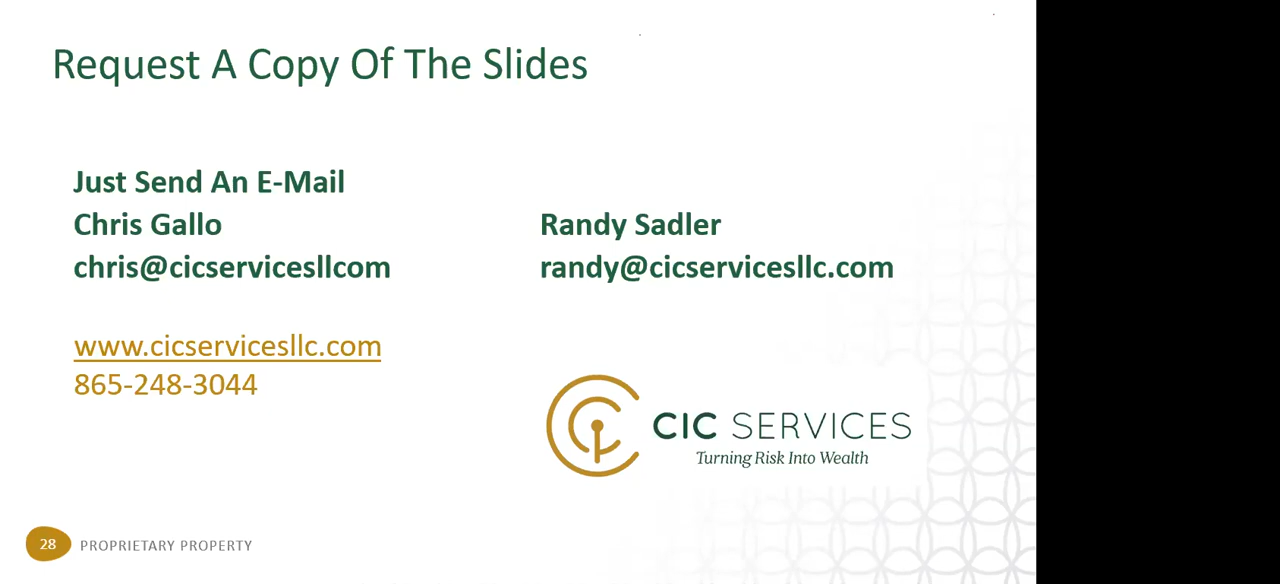 Request A Copy Of The Slides
Just Send An E-Mail
Chris Gallo
chris@cicservicesllcom
Randy Sadler
randy@cicservicesllc.com
www.cicservicesllc.com
865-248-3044
CIC SERVICES
Turning Risk Into Wealth
28 PROPRIETARY PROPERTY